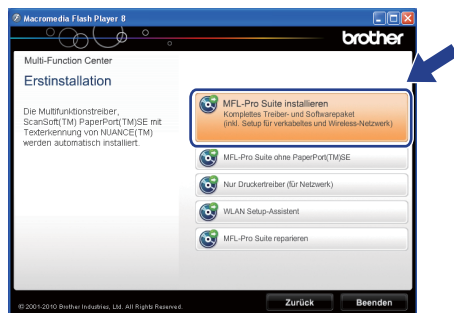 Macromedia Flash Player 8
brother
Multi-Function Center
Erstinstallation
Die Multifunktionstreiber,
ScanSoft(TM) PaperPort(TM)SE mit
Texterkennung von NUANCE(TM)
werden automatisch installiert.
MFL-Pro Suite installieren
Komplettes Treiber- und Softwarepaket
(inkl. Setup für verkabeltes und Wireless-Netzwerk)
MFL-Pro Suite ohne PaperPort(TM)SE
Nur Druckertreiber (für Netzwerk)
WLAN Setup-Assistent
MFL-Pro Suite reparieren
© 2001-2010 Brother Industries, Ltd. All Rights Reserved.
Zurück
Beenden